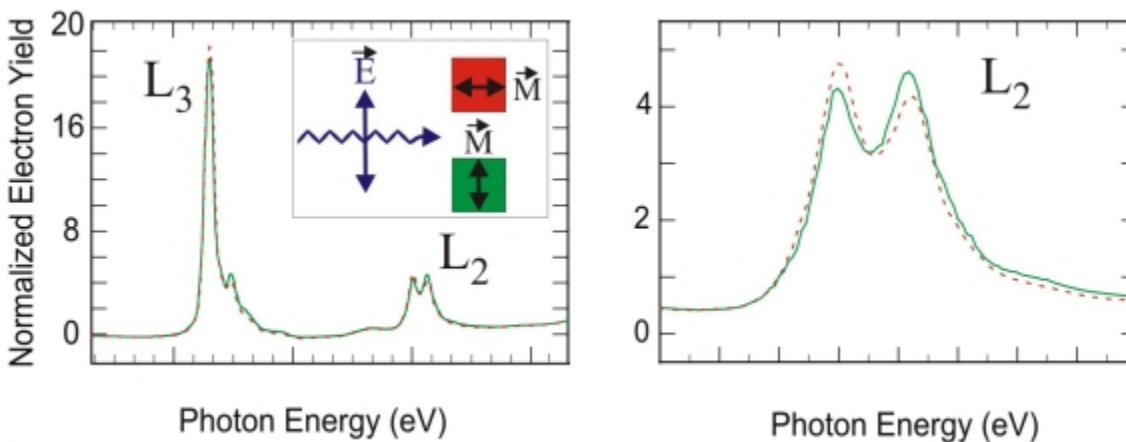 Normalized Electron Yield
20
16
8
4
0
L3
E
M
M
L2
Photon Energy (eV)
L2
4
2
0
Photon Energy (eV)